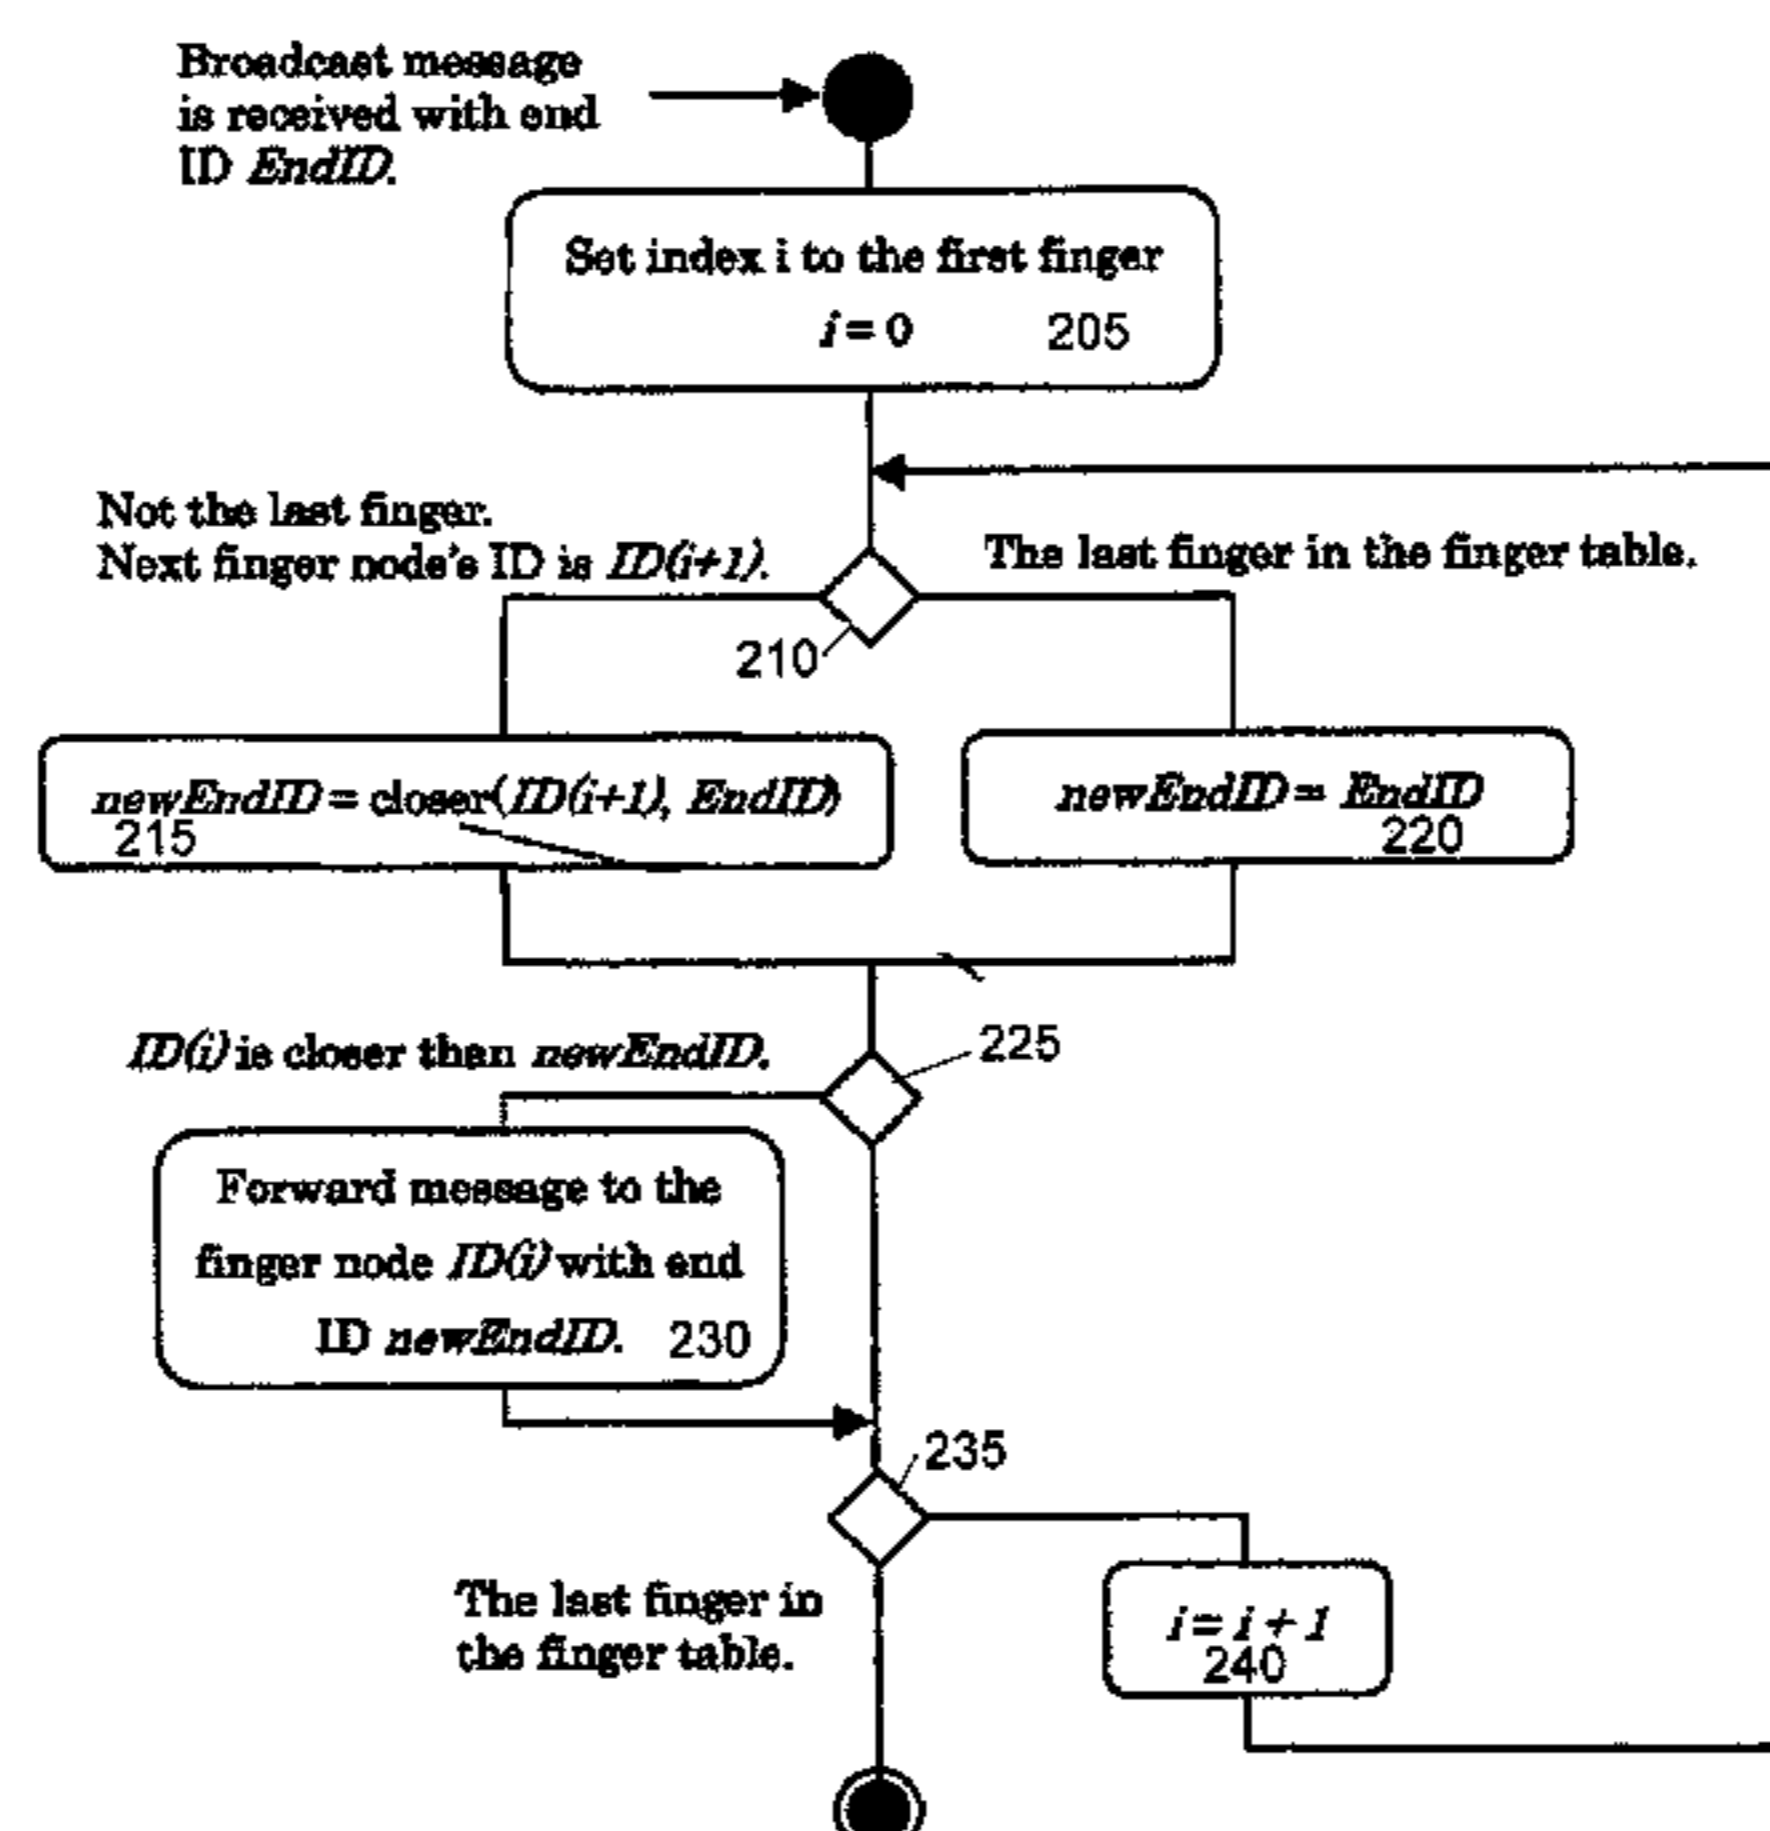 Broadcast message
is received with end
ID EndID.
Set index i to the first finger
i = 0 205
Not the last finger.
Next finger node's ID is ID(i+1).
The last finger in the finger table.
210
newEndID = closer(ID(i+1), EndID)
215
newEndID = EndID
220
ID(i) is closer than newEndID.
225
Forward message to the
finger node ID(i) with end
ID newEndID. 230
235
The last finger in
the finger table.
i = i + 1
240